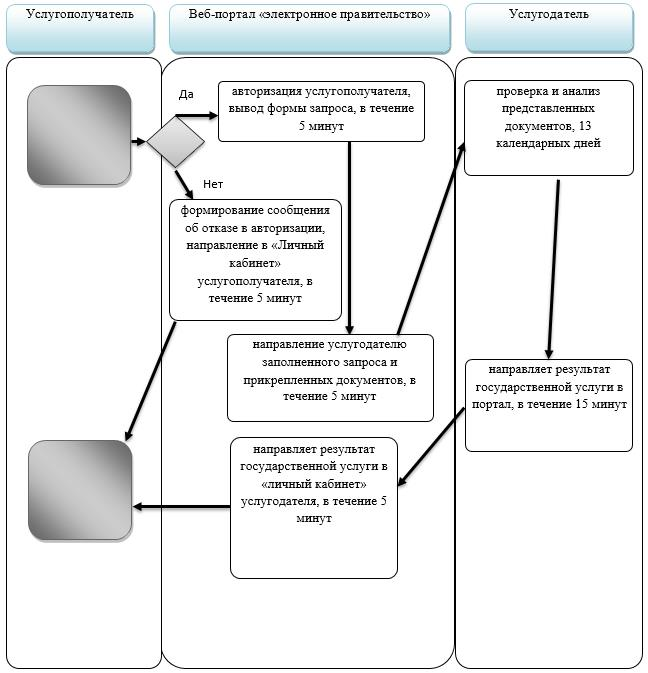 Услугополучатель
Веб-портал «электронное правительство»
Услугодатель
Да
авторизация услугополучателя,
вывод формы запроса, в течение
5 минут
проверка и анализ
представленных
документов, 13
календарных дней
Нет
формирование сообщения
об отказе в авторизации,
направление в «Личный
кабинет»
услугополучателя, в
течение 5 минут
направление услугодателю
заполненного запроса и
прикрепленных документов, в
течение 5 минут
направляет результат
государственной услуги в
портал, в течение 15 минут
направляет результат
государственной услуги в
«личный кабинет»
услугодателя, в течение 5
минут